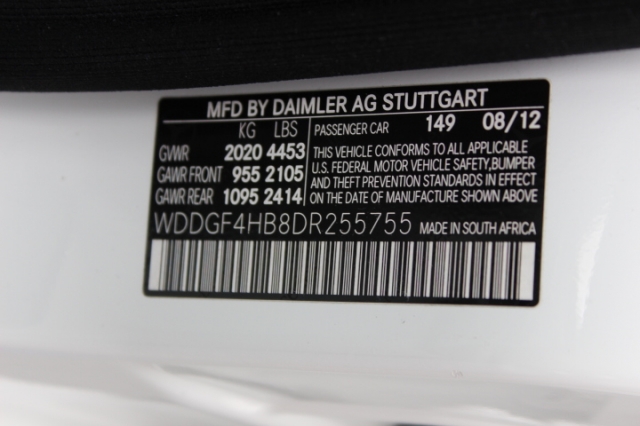 MFD BY DAIMLER AG STUTTGART
KG LBS PASSENGER CAR 149 08/12
GVWR 2020 4453
GAWR FRONT 955 2105
GAWR REAR 1095 2414
THIS VEHICLE CONFORMS TO ALL APPLICABLE
U.S. FEDERAL MOTOR VEHICLE SAFETY, BUMPER
AND THEFT PREVENTION STANDARDS IN EFFECT
ON THE DATE OF MANUFACTURE SHOWN ABOVE
WDDGF4HB8DR255755 MADE IN SOUTH AFRICA